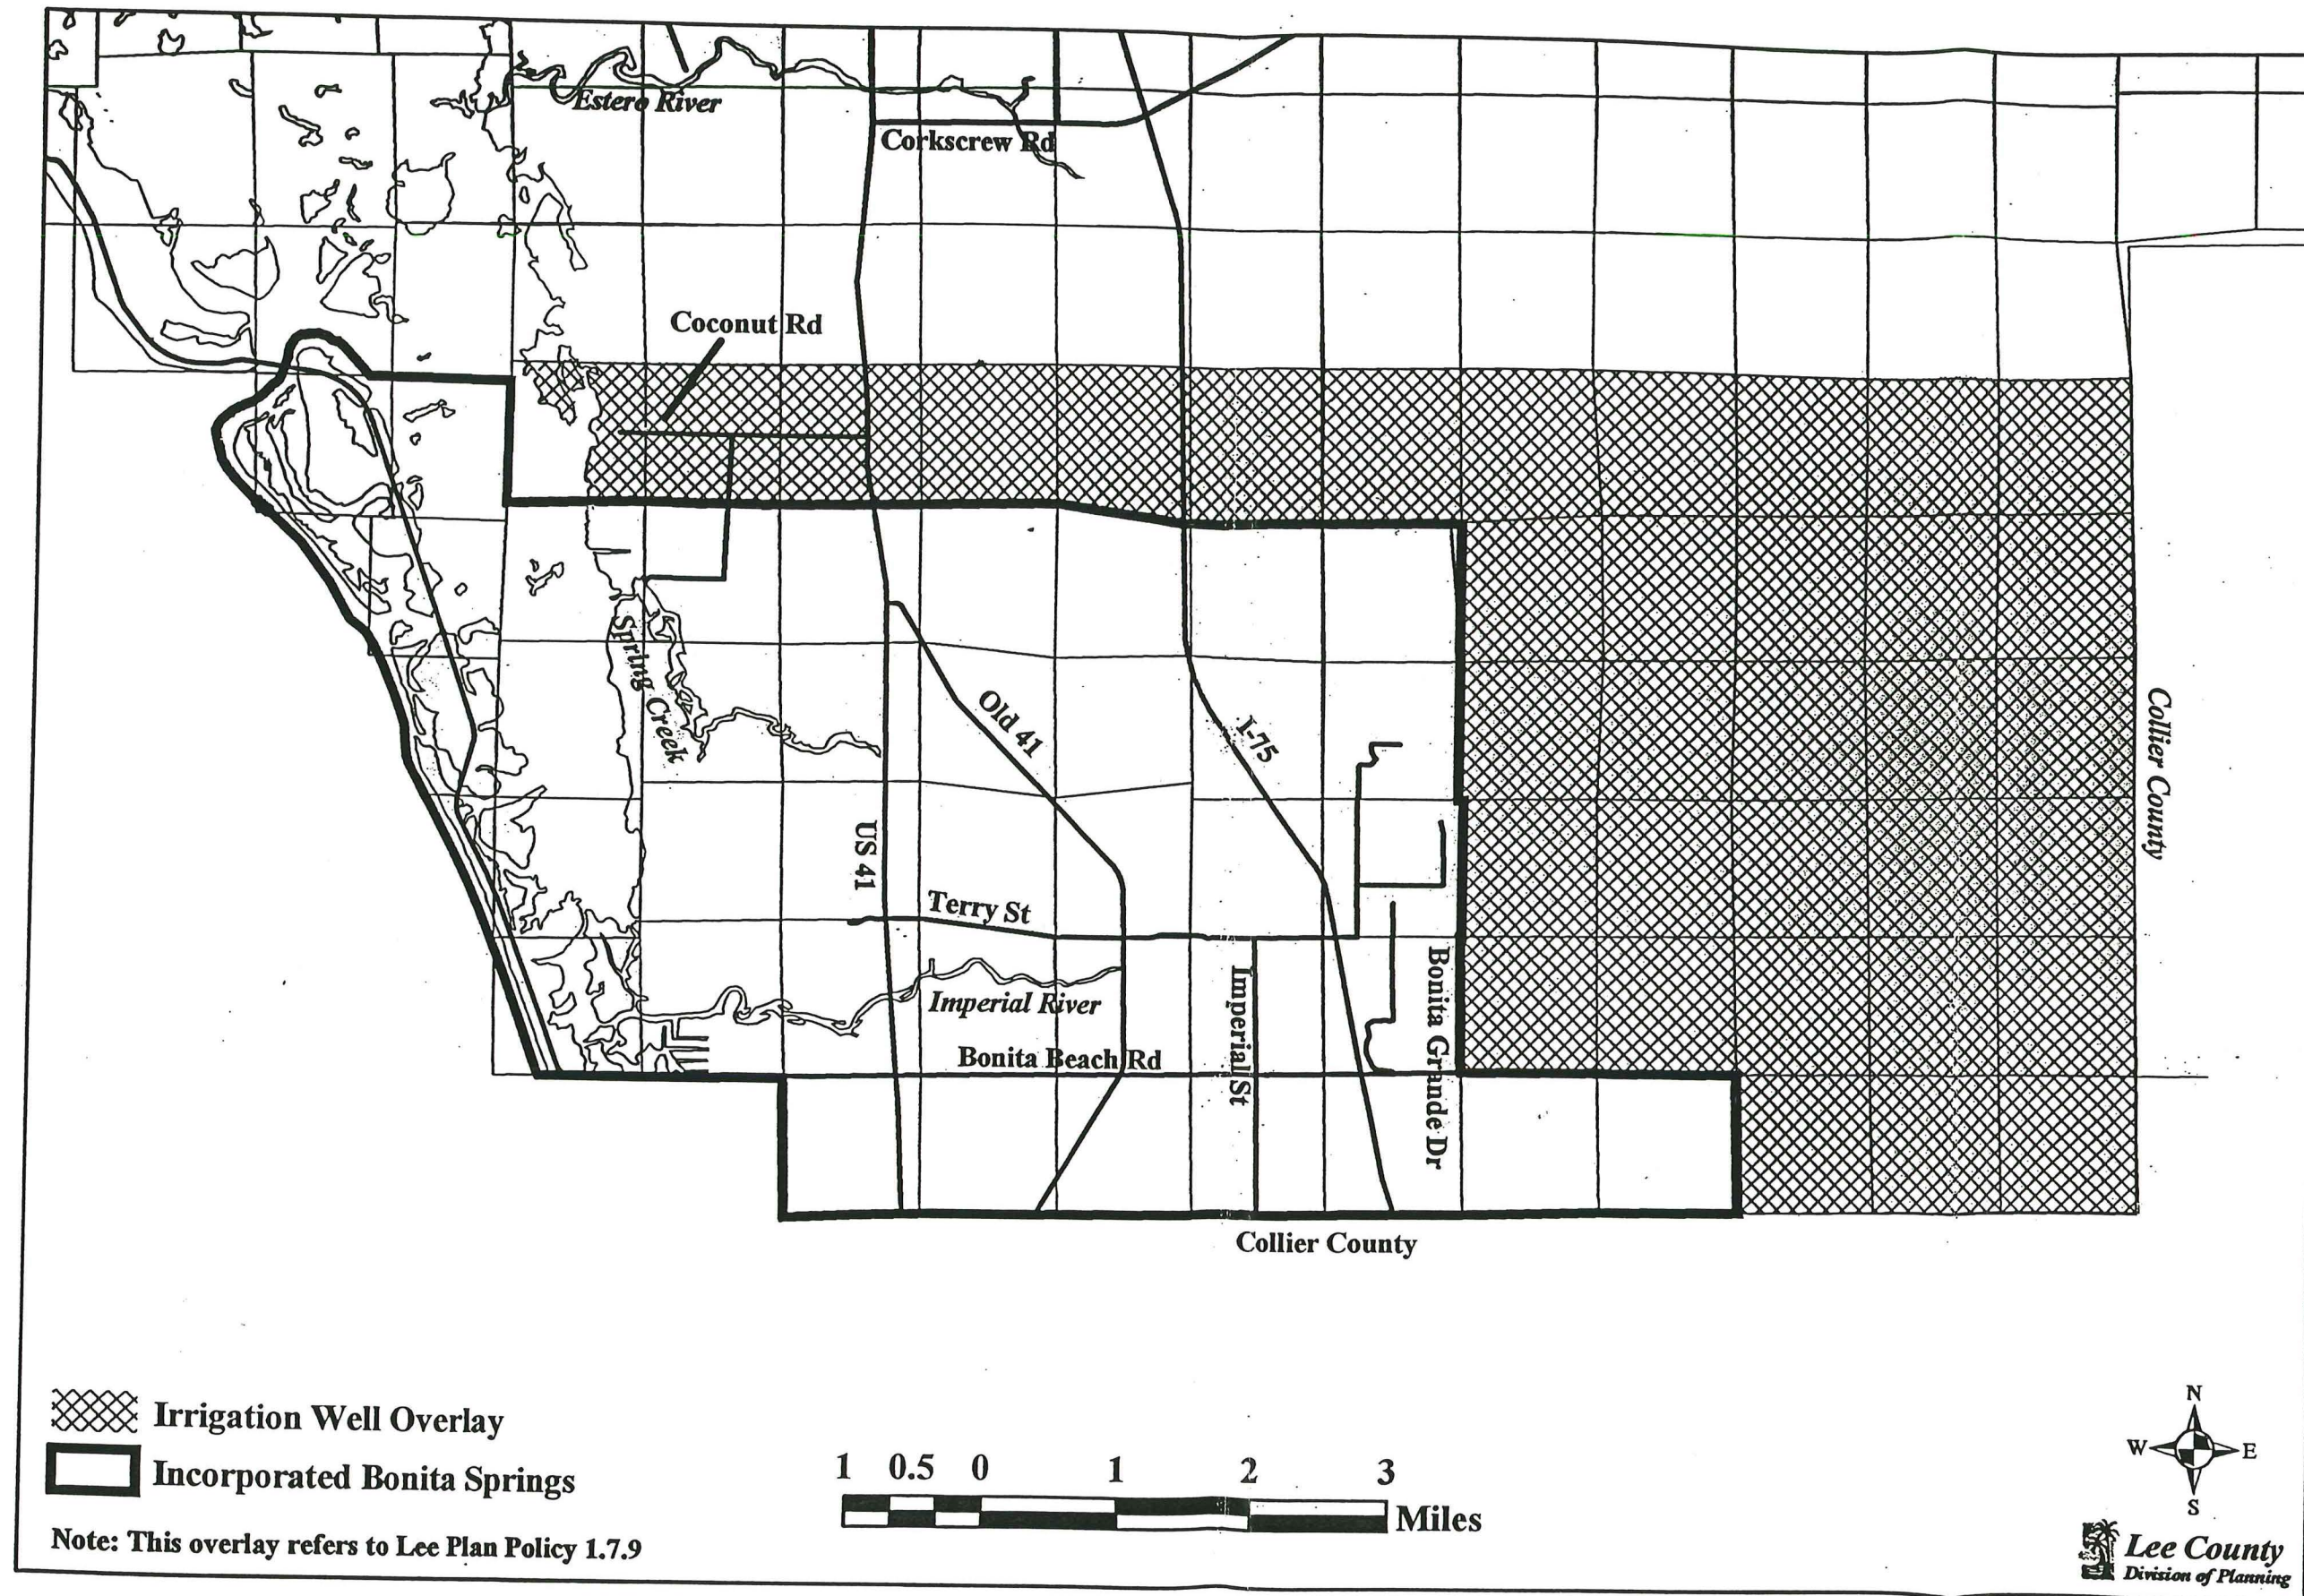 Estero River
Corkscrew Rd
Coconut Rd
Spring Creek
Old 41
I-75
Collier County
US 41
Terry St
Imperial River
Imperial St
Bonita Grande Dr
Bonita Beach Rd
Collier County
Irrigation Well Overlay
Incorporated Bonita Springs
Note: This overlay refers to Lee Plan Policy 1.7.9
1 0.5 0 1 2 3
Miles
N
W E
S
Lee County
Division of Planning